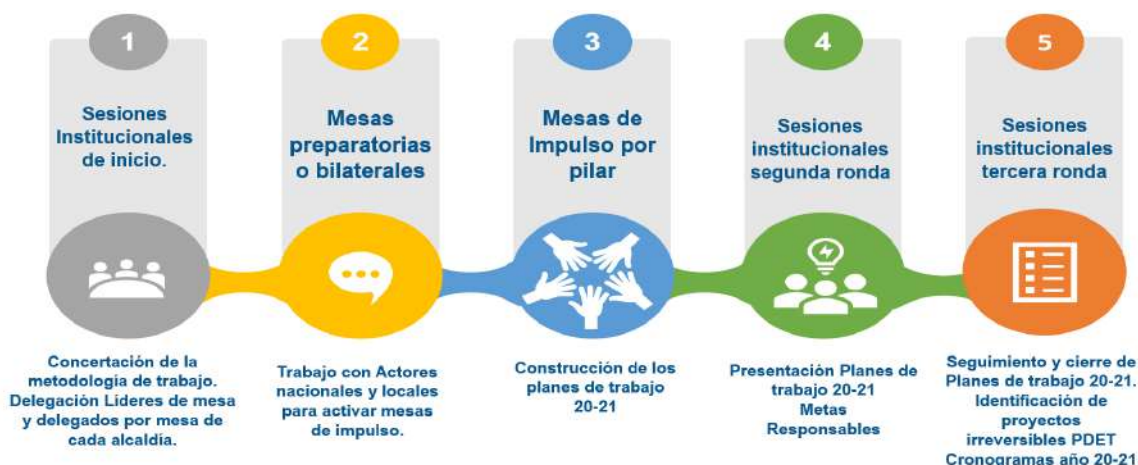 1
Sesiones
Institucionales
de inicio.
Concertación de la
metodología de trabajo.
Delegación Líderes de mesa
y delegados por mesa de
cada alcaldía.
2
Mesas
preparatorias
o bilaterales
Trabajo con Actores
nacionales y locales
para activar mesas
de impulso.
3
Mesas de
Impulso por
pilar
Construcción de los
planes de trabajo
20-21
4
Sesiones
institucionales
segunda ronda
Presentación Planes de
trabajo 20-21
Metas
Responsables
5
Sesiones
institucionales
tercera ronda
Seguimiento y cierre de
Planes de trabajo 20-21.
Identificación de
proyectos
irreversibles PDET
Cronogramas año 20-21